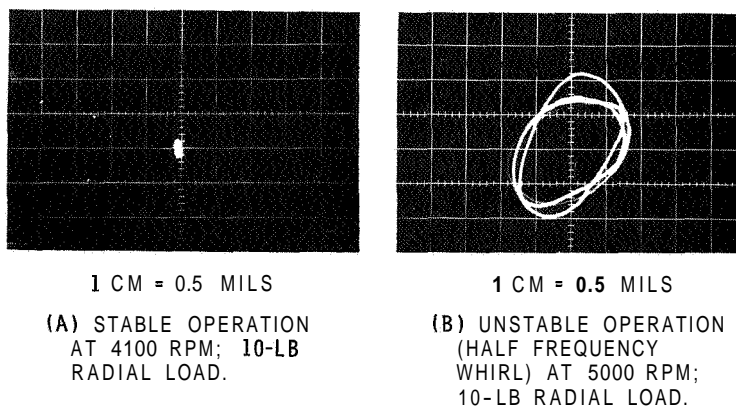 1 CM = 0.5 MILS
(A) STABLE OPERATION
AT 4100 RPM; 10-LB
RADIAL LOAD.
1 CM = 0.5 MILS
(B) UNSTABLE OPERATION
(HALF FREQUENCY
WHIRL) AT 5000 RPM;
10-LB RADIAL LOAD.